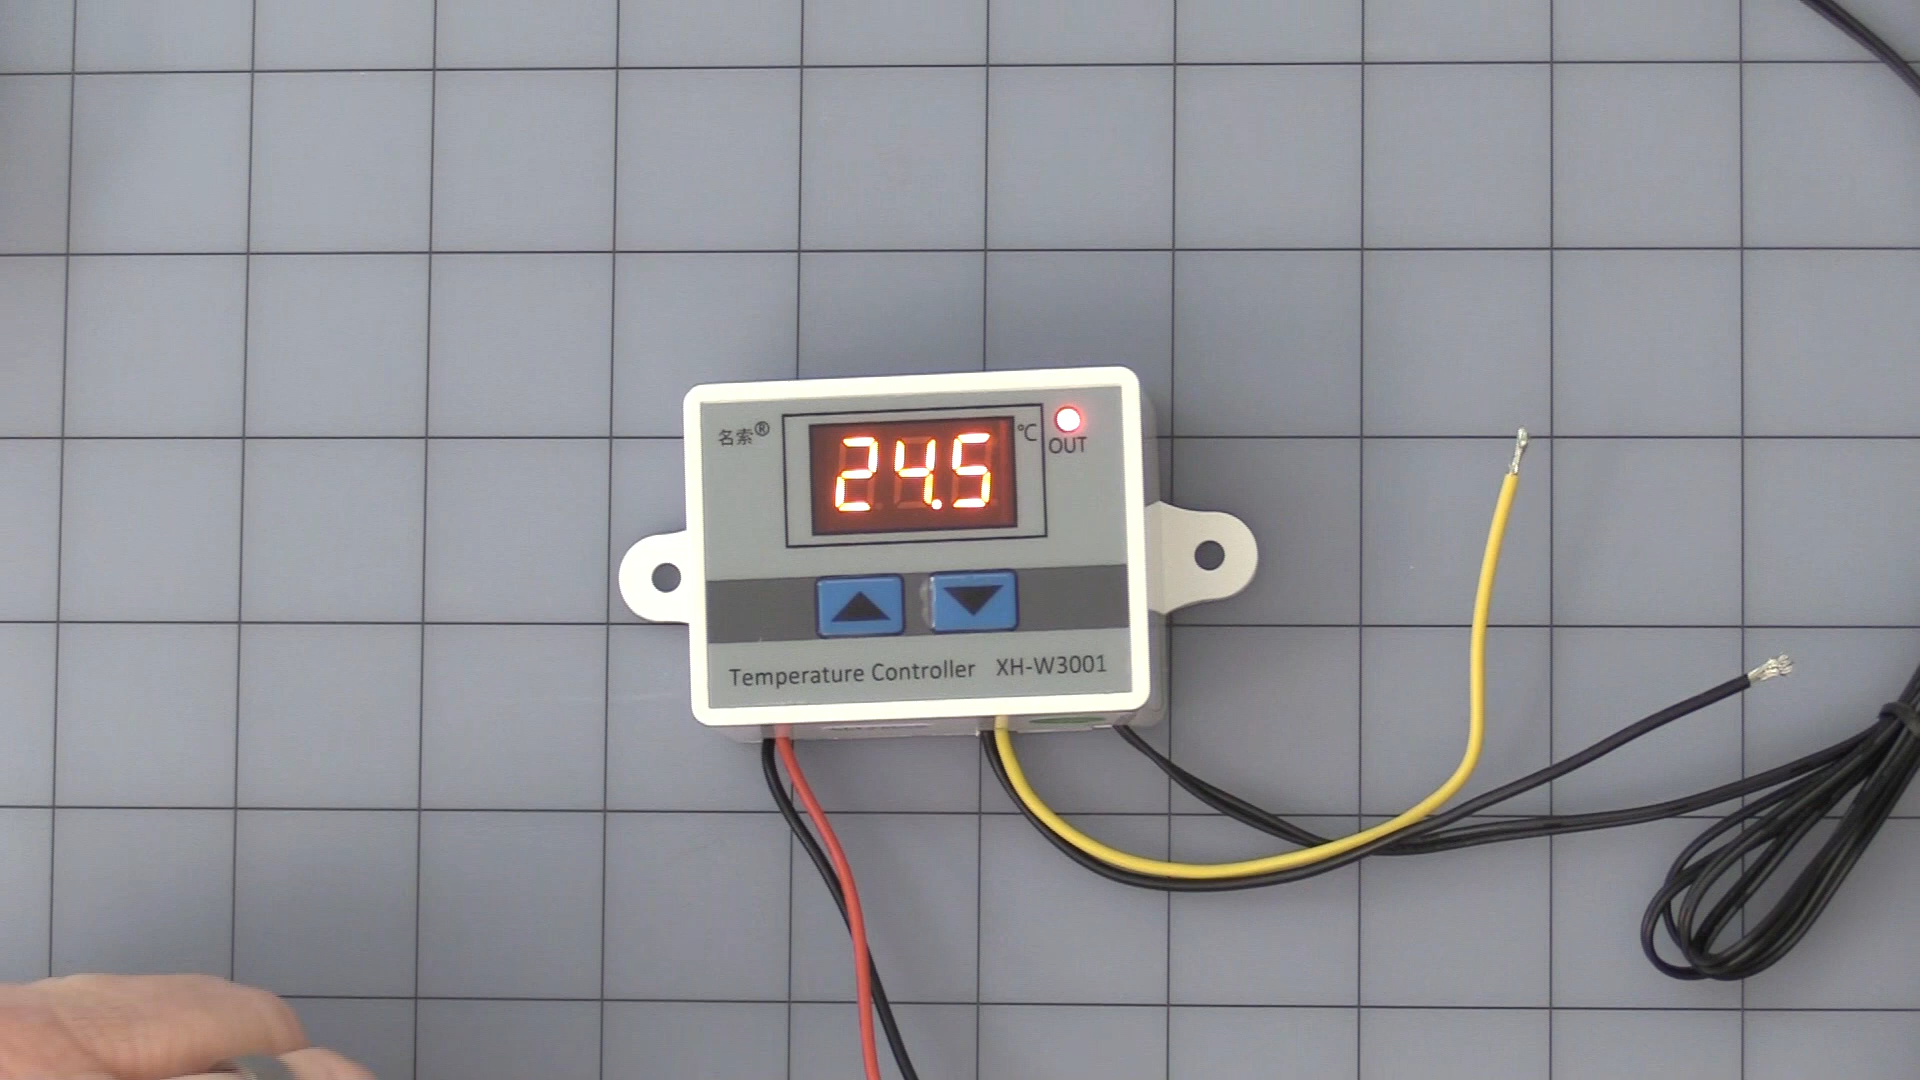 名索®
24.5
℃
OUT
Temperature Controller XH-W3001